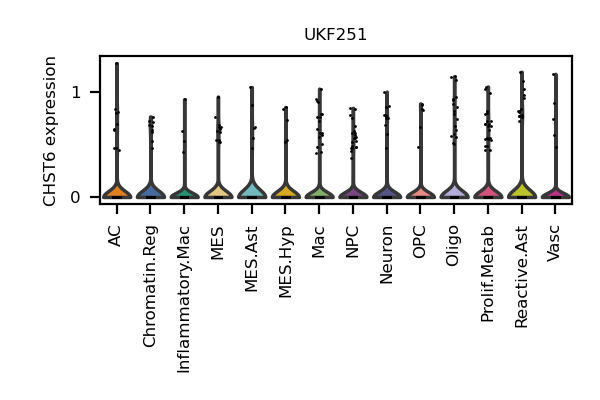 UKF251
CHST6 expression
1
0
AC
Chromatin.Reg
Inflammatory.Mac
MES
MES.Ast
MES.Hyp
Mac
NPC
Neuron
OPC
Oligo
Prolif.Metab
Reactive.Ast
Vasc